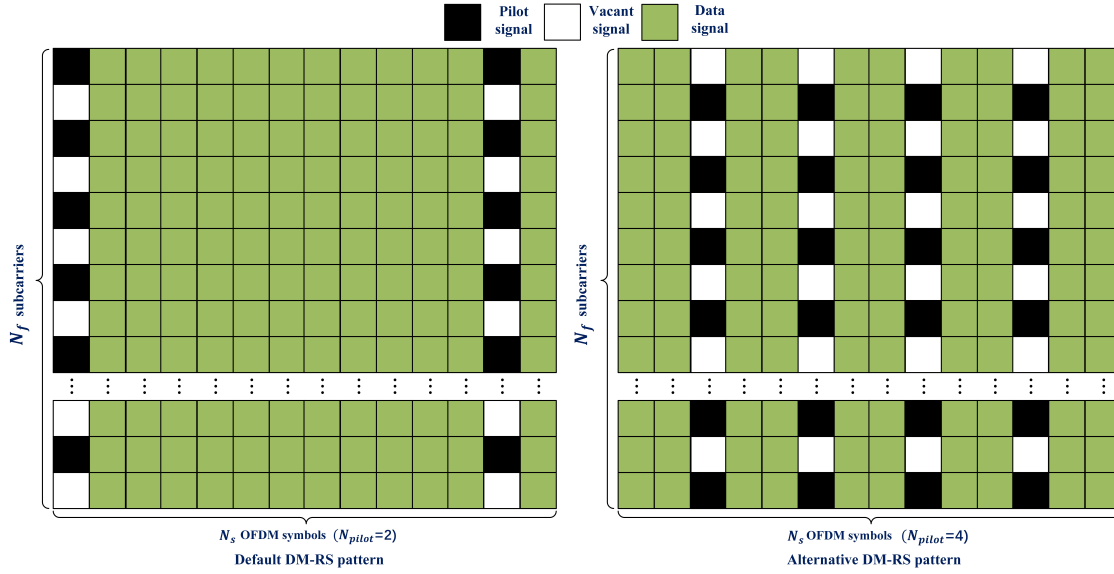 Pilot signal
Vacant signal
Data signal
N_f subcarriers
N_f subcarriers
... ... ... ... ... ... ... ... ... ... ... ... ... ...
... ... ... ... ... ... ... ... ... ... ... ... ... ...
N_s OFDM symbols (N_pilot=2)
Default DM-RS pattern
N_s OFDM symbols (N_pilot=4)
Alternative DM-RS pattern